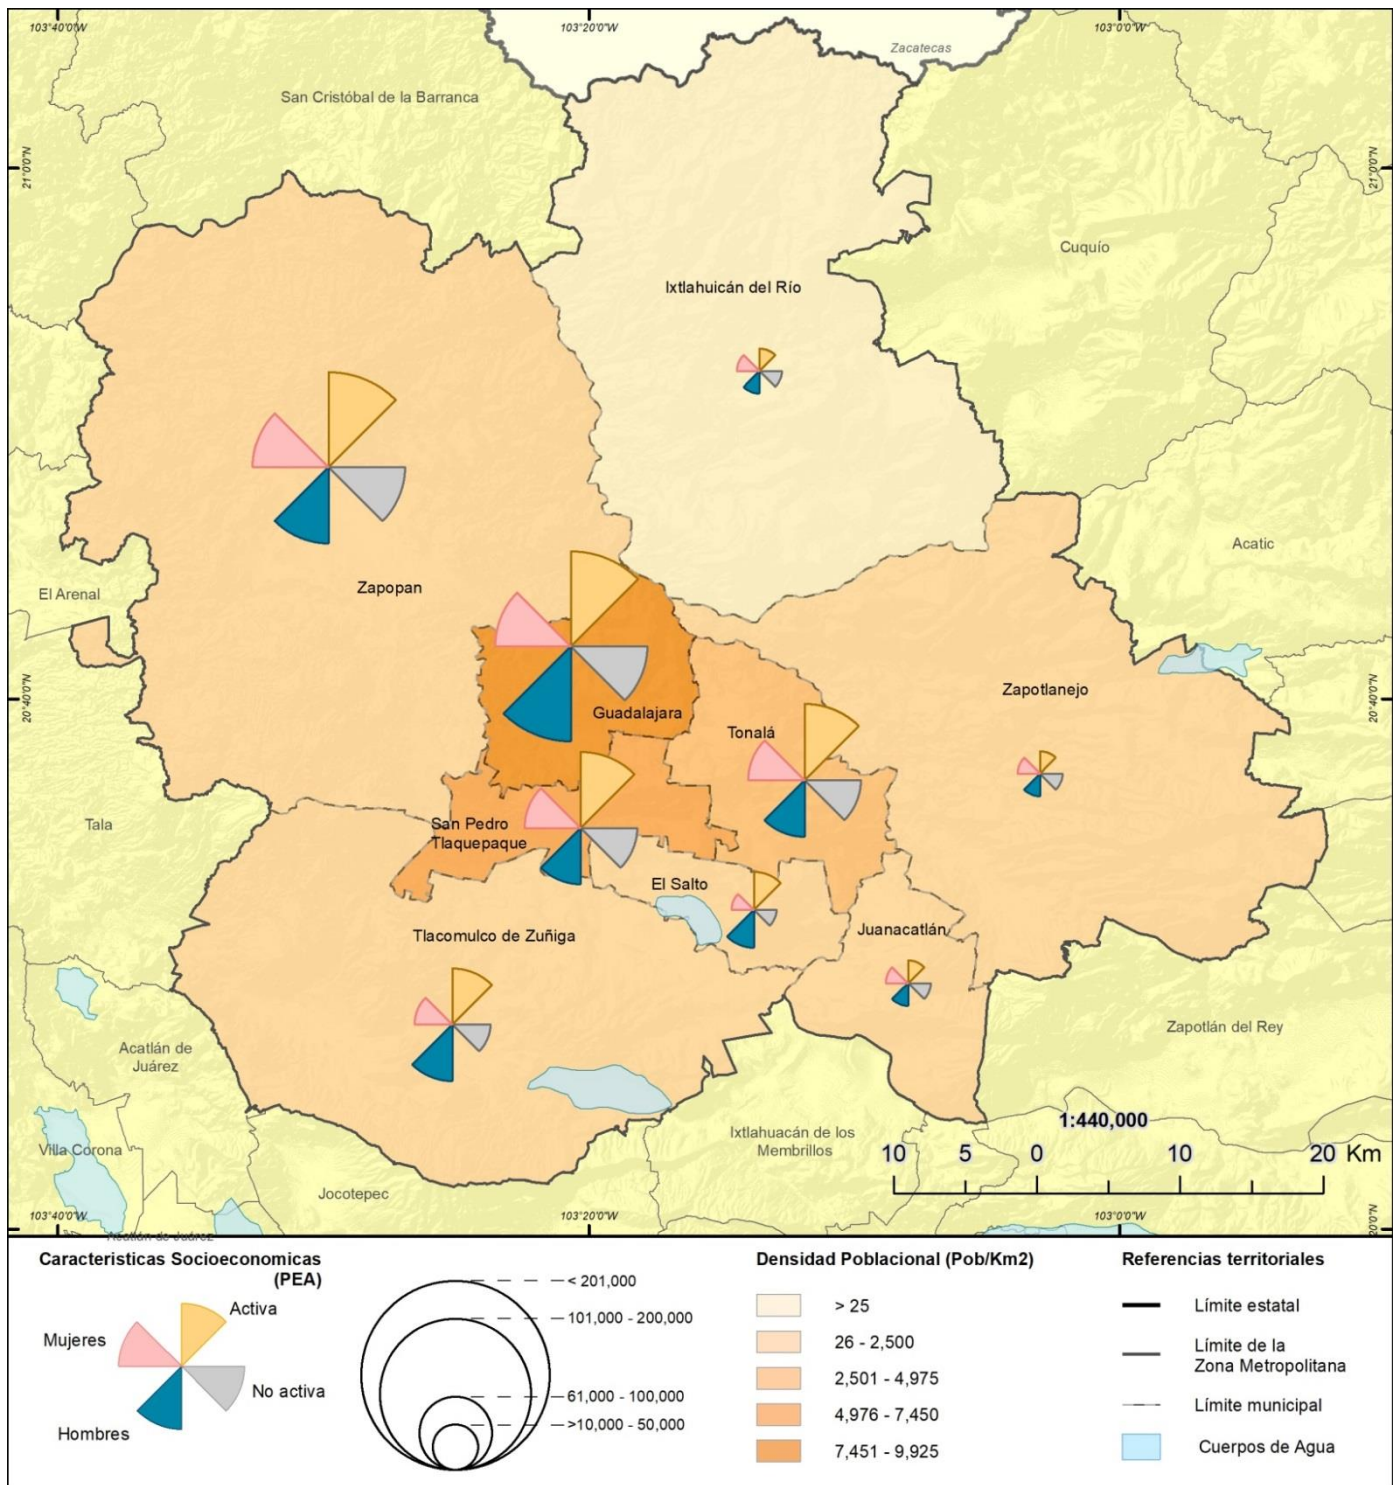 103°40'0"W
103°20'0"W
103°0'0"W
Zacatecas
San Cristóbal de la Barranca
21°0'0"N
21°0'0"N
Cuquío
Ixtlahuicán del Río
Acatic
Zapopan
El Arenal
Zapotlanejo
20°40'0"N
20°40'0"N
Guadalajara
Tonalá
Tala
San Pedro
Tlaquepaque
El Salto
Juanacatlán
Tlacomulco de Zuñiga
Zapotlán del Rey
Acatlán de
Juárez
1:440,000
Ixtlahuacán de los
Membrillos
Villa Corona
10 5 0 10 20 Km
Jocotepec
103°40'0"W
103°20'0"W
103°0'0"W
Acatlán de Juárez
Caracteristicas Socioeconomicas
(PEA)
Activa
Mujeres
No activa
Hombres
< 201,000
101,000 - 200,000
61,000 - 100,000
>10,000 - 50,000
Densidad Poblacional (Pob/Km2)
> 25
26 - 2,500
2,501 - 4,975
4,976 - 7,450
7,451 - 9,925
Referencias territoriales
Límite estatal
Límite de la
Zona Metropolitana
Límite municipal
Cuerpos de Agua